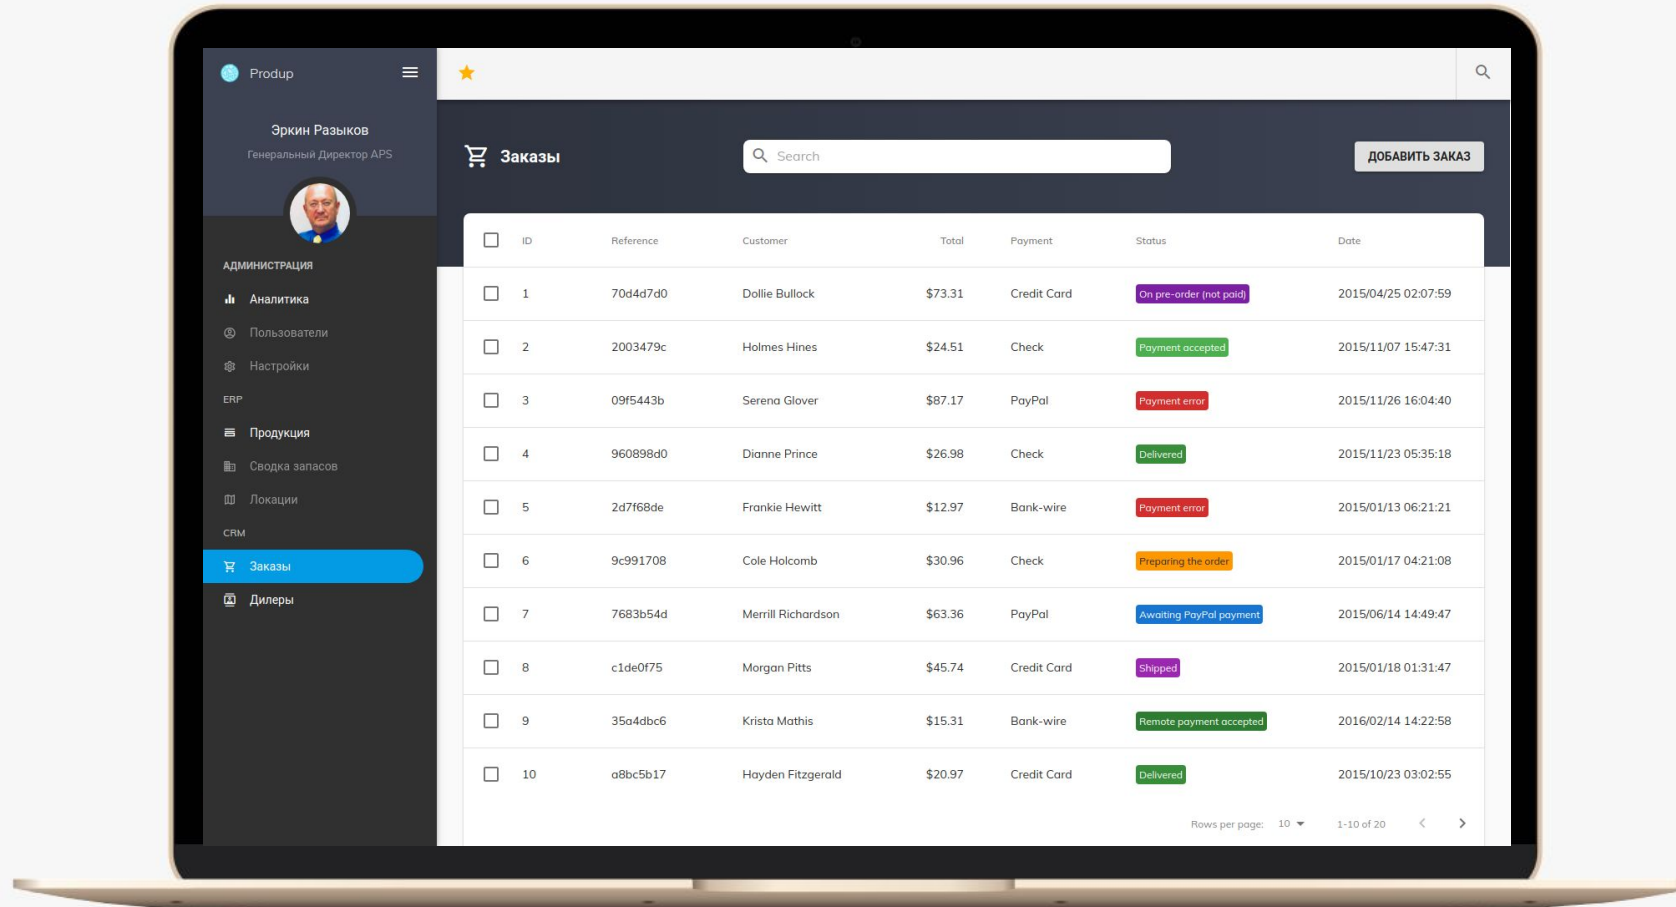 Produp
Эркин Разыков
Генеральный Директор APS
АДМИНИСТРАЦИЯ
Аналитика
Пользователи
Настройки
ERP
Продукция
Сводка запасов
Локации
CRM
Заказы
Дилеры
Заказы
Search
ДОБАВИТЬ ЗАКАЗ
ID Reference Customer Total Payment Status Date
1 70d4d7d0 Dollie Bullock $73.31 Credit Card On pre-order (not paid) 2015/04/25 02:07:59
2 2003479c Holmes Hines $24.51 Check Payment accepted 2015/11/07 15:47:31
3 09f5443b Serena Glover $87.17 PayPal Payment error 2015/11/26 16:04:40
4 960898d0 Dianne Prince $26.98 Check Delivered 2015/11/23 05:35:18
5 2d7f68de Frankie Hewitt $12.97 Bank-wire Payment error 2015/01/13 06:21:21
6 9c991708 Cole Holcomb $30.96 Check Preparing the order 2015/01/17 04:21:08
7 7683b54d Merrill Richardson $63.36 PayPal Awaiting PayPal payment 2015/06/14 14:49:47
8 c1de0f75 Morgan Pitts $45.74 Credit Card Shipped 2015/01/18 01:31:47
9 35a4dbc6 Krista Mathis $15.31 Bank-wire Remote payment accepted 2016/02/14 14:22:58
10 a8bc5b17 Hayden Fitzgerald $20.97 Credit Card Delivered 2015/10/23 03:02:55
Rows per page: 10 1-10 of 20